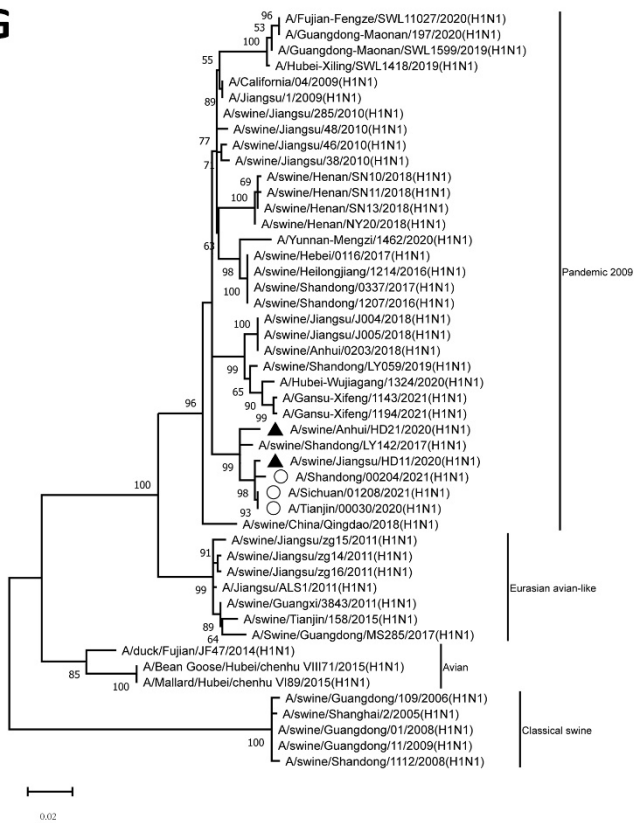 G
96
A/Fujian-Fengze/SWL11027/2020(H1N1)
53
A/Guangdong-Maonan/197/2020(H1N1)
100
A/Guangdong-Maonan/SWL1599/2019(H1N1)
55
A/Hubei-Xiling/SWL1418/2019(H1N1)
A/California/04/2009(H1N1)
89
A/Jiangsu/1/2009(H1N1)
A/swine/Jiangsu/285/2010(H1N1)
A/swine/Jiangsu/48/2010(H1N1)
77
A/swine/Jiangsu/46/2010(H1N1)
A/swine/Jiangsu/38/2010(H1N1)
69
A/swine/Henan/SN10/2018(H1N1)
A/swine/Henan/SN11/2018(H1N1)
100
A/swine/Henan/SN13/2018(H1N1)
A/swine/Henan/NY20/2018(H1N1)
63
A/Yunnan-Mengzi/1462/2020(H1N1)
A/swine/Hebei/0116/2017(H1N1)
98
A/swine/Heilongjiang/1214/2016(H1N1)
Pandemic 2009
100
A/swine/Shandong/0337/2017(H1N1)
A/swine/Shandong/1207/2016(H1N1)
100
A/swine/Jiangsu/J004/2018(H1N1)
A/swine/Jiangsu/J005/2018(H1N1)
A/swine/Anhui/0203/2018(H1N1)
99
A/swine/Shandong/LY059/2019(H1N1)
A/Hubei-Wujiagang/1324/2020(H1N1)
65
A/Gansu-Xifeng/1143/2021(H1N1)
90
A/Gansu-Xifeng/1194/2021(H1N1)
99
96
A/swine/Anhui/HD21/2020(H1N1)
A/swine/Shandong/LY142/2017(H1N1)
99
A/swine/Jiangsu/HD11/2020(H1N1)
A/Shandong/00204/2021(H1N1)
98
A/Sichuan/01208/2021(H1N1)
93
A/Tianjin/00030/2020(H1N1)
A/swine/China/Qingdao/2018(H1N1)
100
A/swine/Jiangsu/zg15/2011(H1N1)
91
A/swine/Jiangsu/zg14/2011(H1N1)
A/swine/Jiangsu/zg16/2011(H1N1)
99
A/Jiangsu/ALS1/2011(H1N1)
Eurasian avian-like
A/swine/Guangxi/3843/2011(H1N1)
89
A/swine/Tianjin/158/2015(H1N1)
64
A/Swine/Guangdong/MS285/2017(H1N1)
A/duck/Fujian/JF47/2014(H1N1)
85
A/Bean Goose/Hubei/chenhu VIII71/2015(H1N1)
Avian
100
A/Mallard/Hubei/chenhu VI89/2015(H1N1)
A/swine/Guangdong/109/2006(H1N1)
A/swine/Shanghai/2/2005(H1N1)
A/swine/Guangdong/01/2008(H1N1)
Classical swine
100
A/swine/Guangdong/11/2009(H1N1)
A/swine/Shandong/1112/2008(H1N1)
0.02